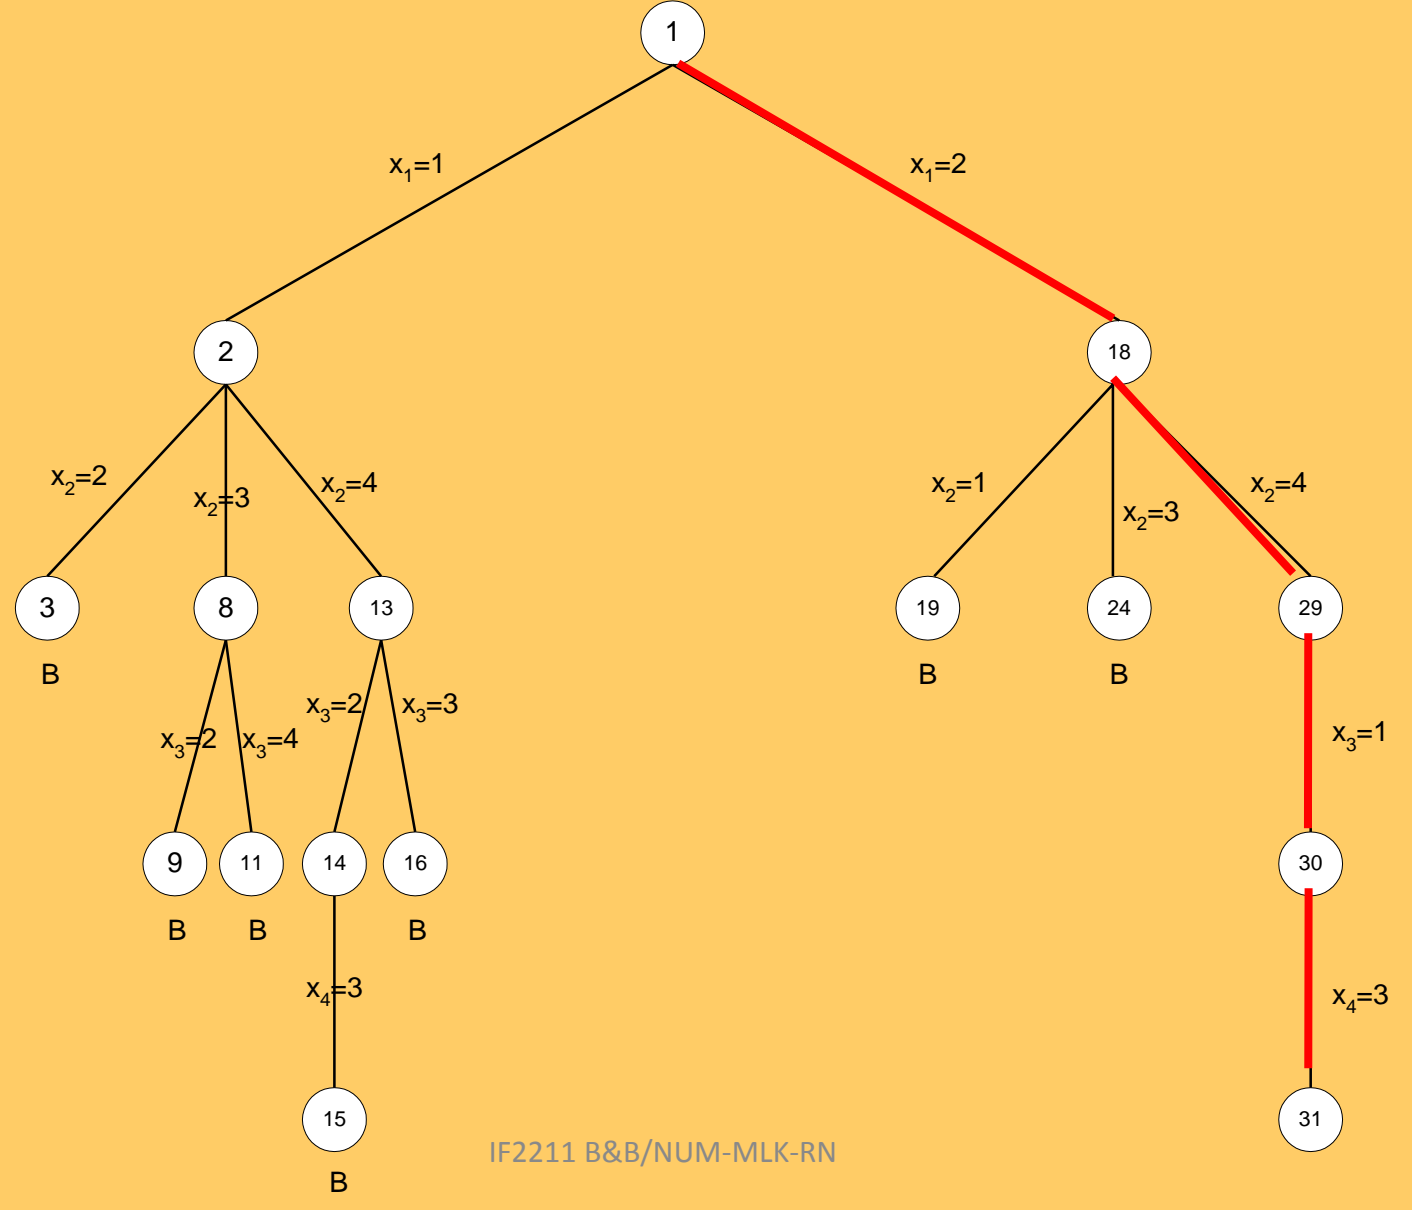 1
x₁=1
x₁=2
2
18
x₂=2
x₂=3
x₂=4
x₂=1
x₂=3
x₂=4
3
8
13
19
24
29
B
B
B
x₃=2
x₃=4
x₃=2
x₃=3
x₃=1
9
11
14
16
30
B
B
B
x₄=3
x₄=3
15
31
IF2211 B&B/NUM-MLK-RN
B